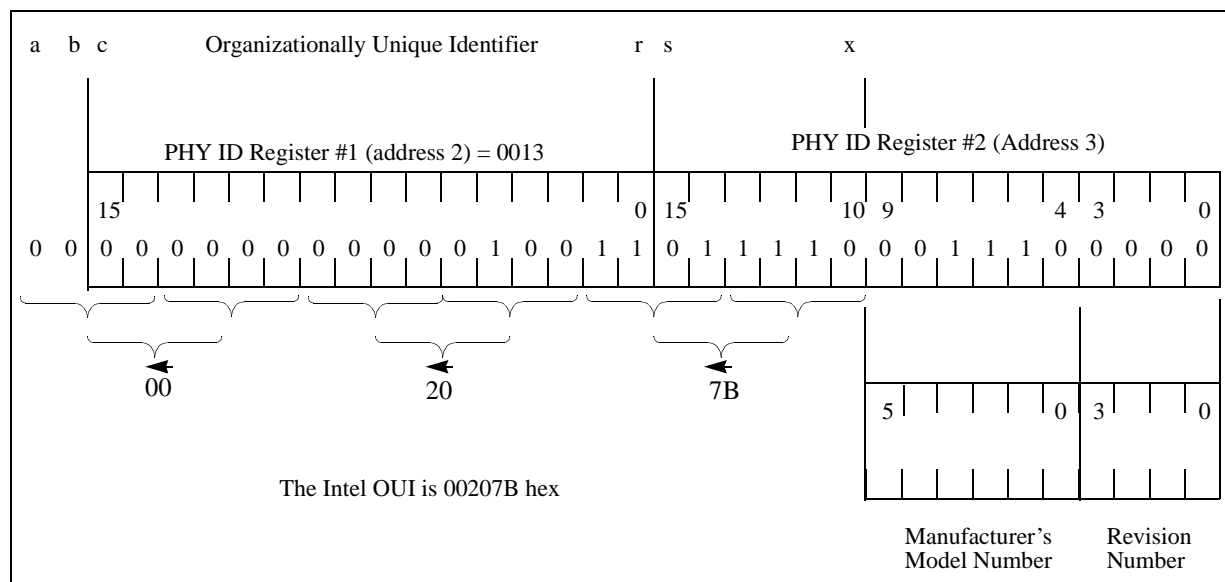 a b c Organizationally Unique Identifier r s x
PHY ID Register #1 (address 2) = 0013 PHY ID Register #2 (Address 3)
15 0 15 10 9 4 3 0
0 0 0 0 0 0 0 0 0 0 0 0 0 1 0 0 1 1 0 1 1 1 1 0 0 0 1 1 1 0 0 0 0 0
00 20 7B
5 0 3 0
The Intel OUI is 00207B hex
Manufacturer's Revision
Model Number Number